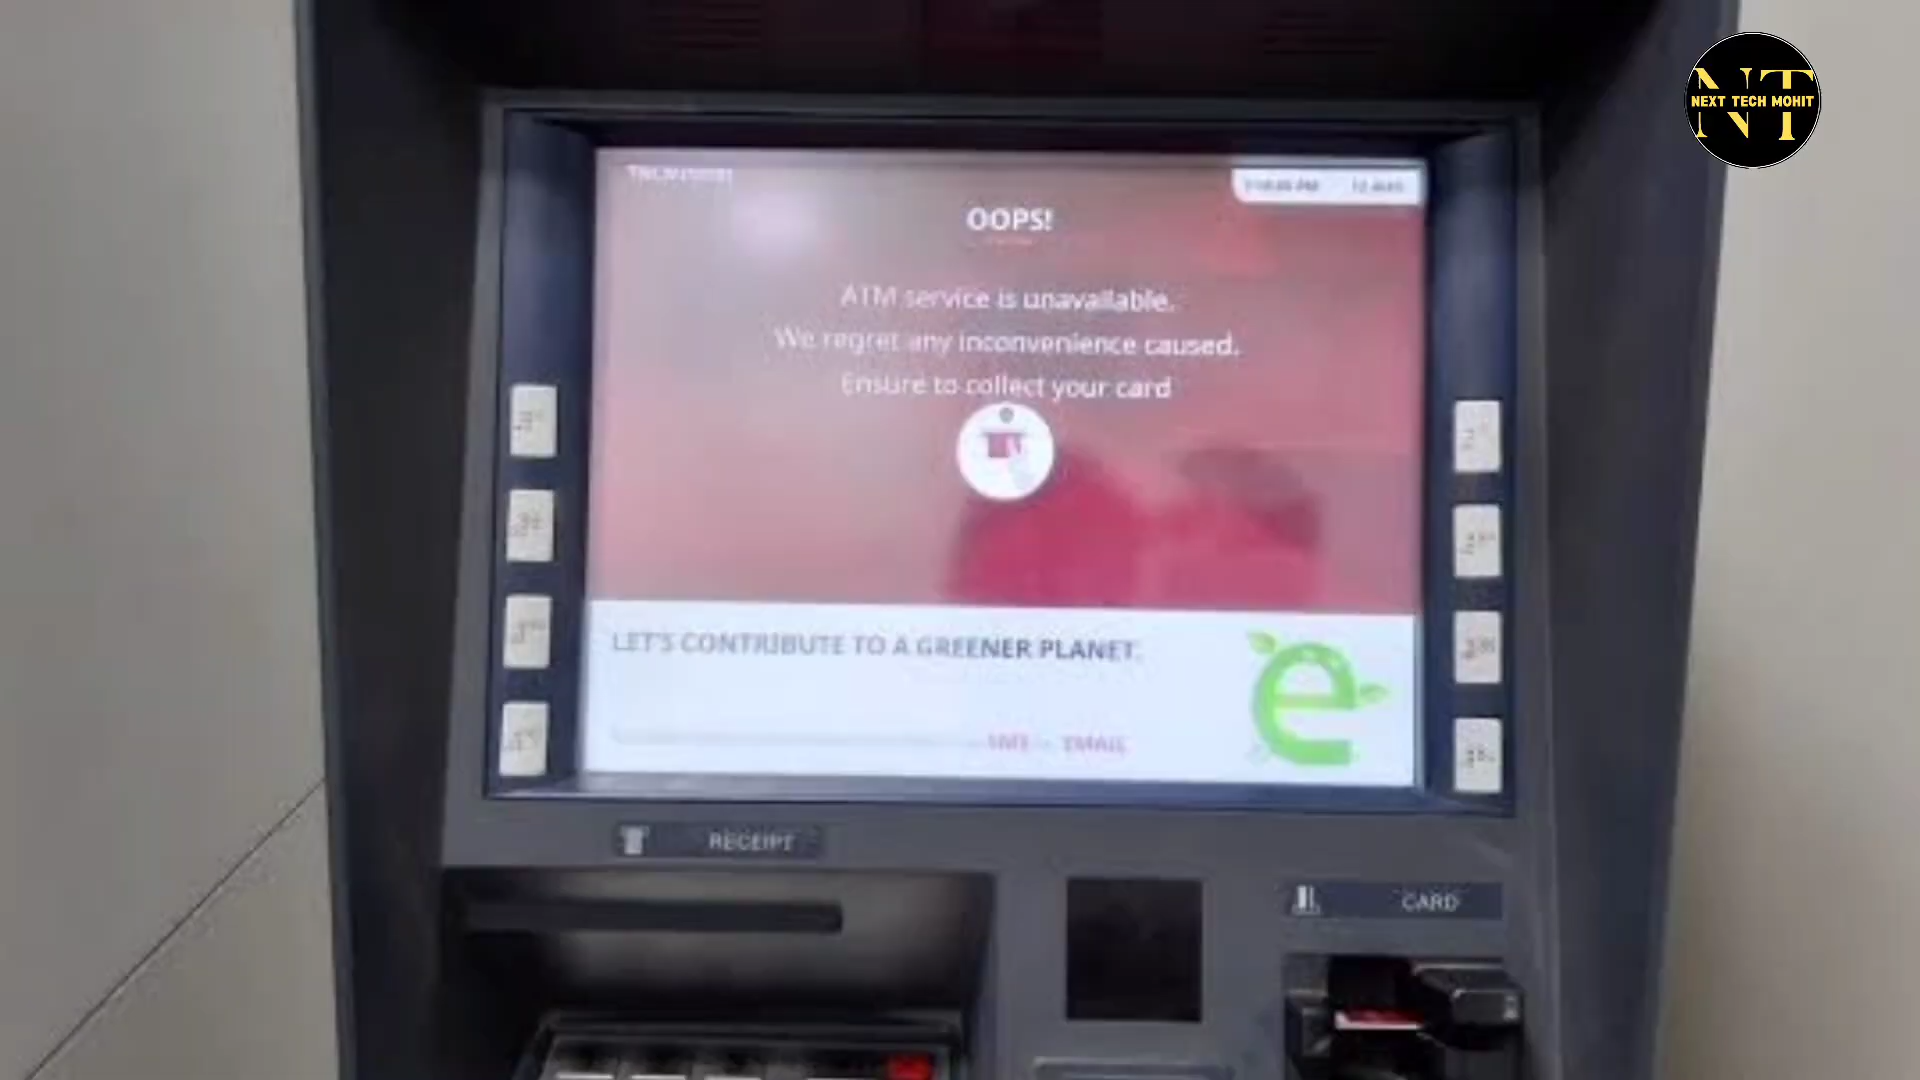 NEXT TECH MOHIT
OOPS!
ATM service is unavailable.
We regret any inconvenience caused.
Ensure to collect your card
LET'S CONTRIBUTE TO A GREENER PLANET.
SMS EMAIL
RECEIPT
CARD